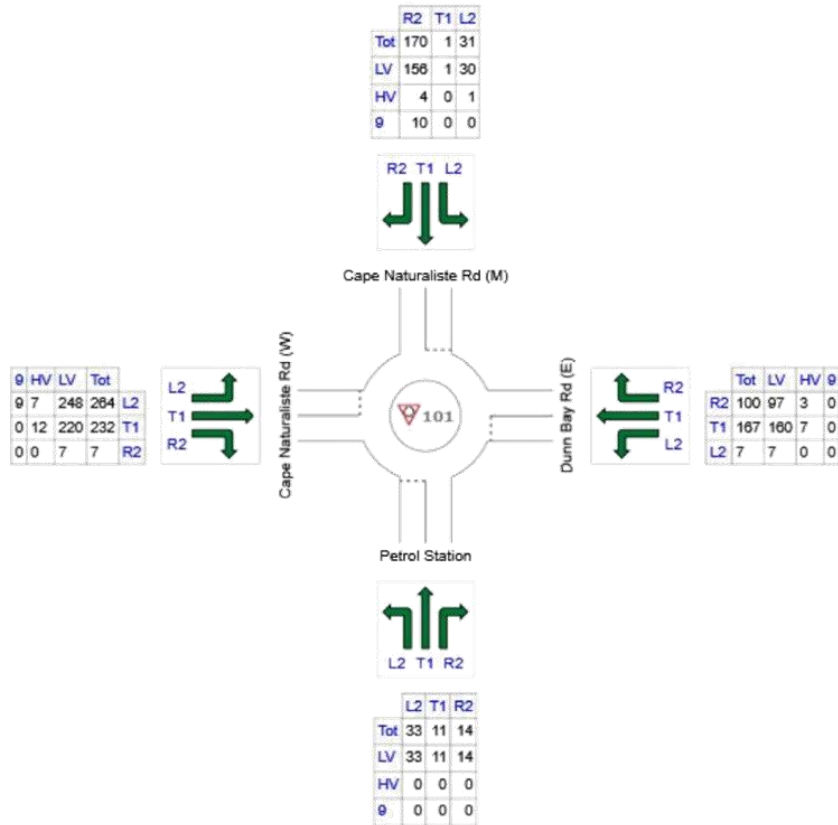 R2 T1 L2
Tot 170 1 31
LV 156 1 30
HV 4 0 1
9 10 0 0
R2 T1 L2
Cape Naturaliste Rd (M)
9 HV LV Tot
9 7 248 264 L2
0 12 220 232 T1
0 0 7 7 R2
L2
T1
R2
Cape Naturaliste Rd (W)
101
Dunn Bay Rd (E)
R2
T1
L2
Tot LV HV 9
R2 100 97 3 0
T1 167 160 7 0
L2 7 7 0 0
Petrol Station
L2 T1 R2
L2 T1 R2
Tot 33 11 14
LV 33 11 14
HV 0 0 0
9 0 0 0